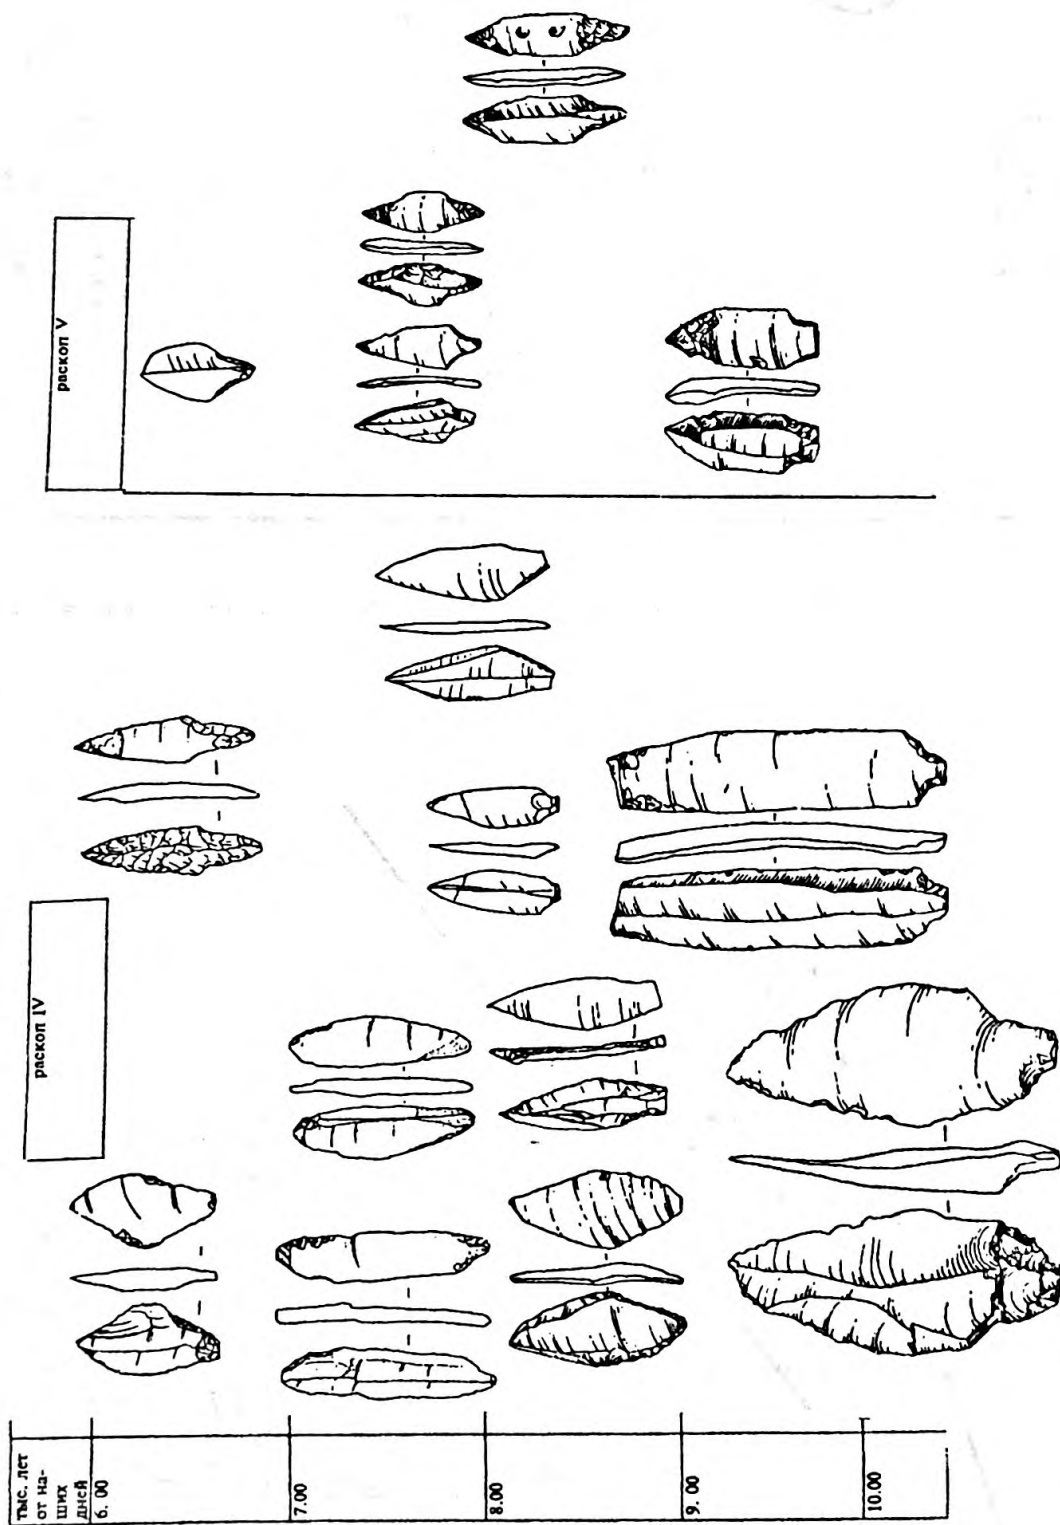 тыс. лет
от на-
ших
дней
6. 00
7.00
8.00
9. 00
10.00
раскоп IV
раскоп V